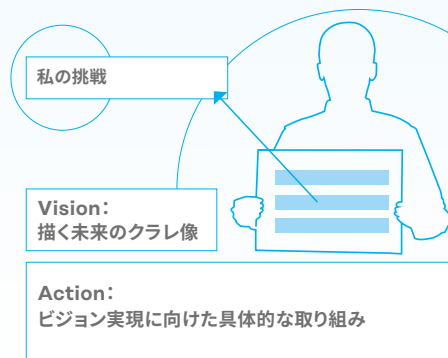 私の挑戦
Vision：
描く未来のクラレ像
Action：
ビジョン実現に向けた具体的な取り組み